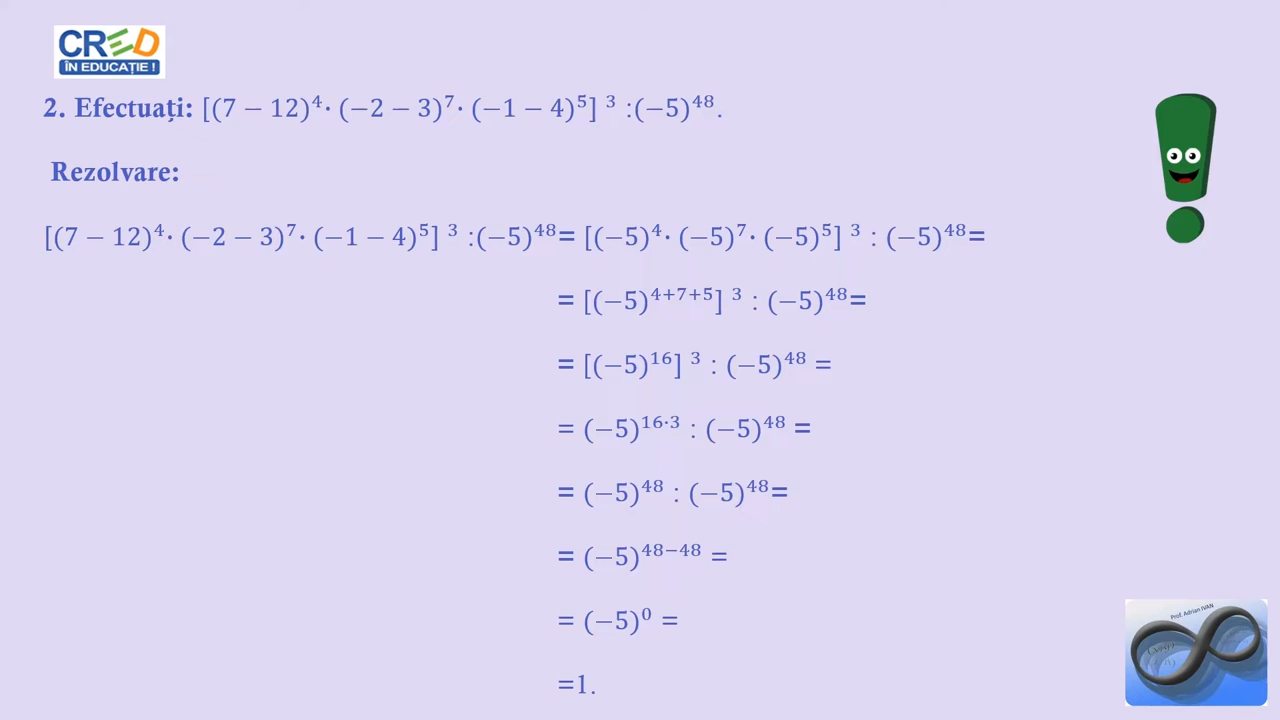 CRED
ÎN EDUCAȚIE !
2. Efectuați: [(7 − 12)⁴· (−2 − 3)⁷· (−1 − 4)⁵] ³ :(−5)⁴⁸.
Rezolvare:
[(7 − 12)⁴· (−2 − 3)⁷· (−1 − 4)⁵] ³ :(−5)⁴⁸= [(−5)⁴· (−5)⁷· (−5)⁵] ³ : (−5)⁴⁸=
= [(−5)⁴⁺⁷⁺⁵] ³ : (−5)⁴⁸=
= [(−5)¹⁶] ³ : (−5)⁴⁸ =
= (−5)¹⁶·³ : (−5)⁴⁸ =
= (−5)⁴⁸ : (−5)⁴⁸=
= (−5)⁴⁸⁻⁴⁸ =
= (−5)⁰ =
=1.
Prof. Adrian IVAN